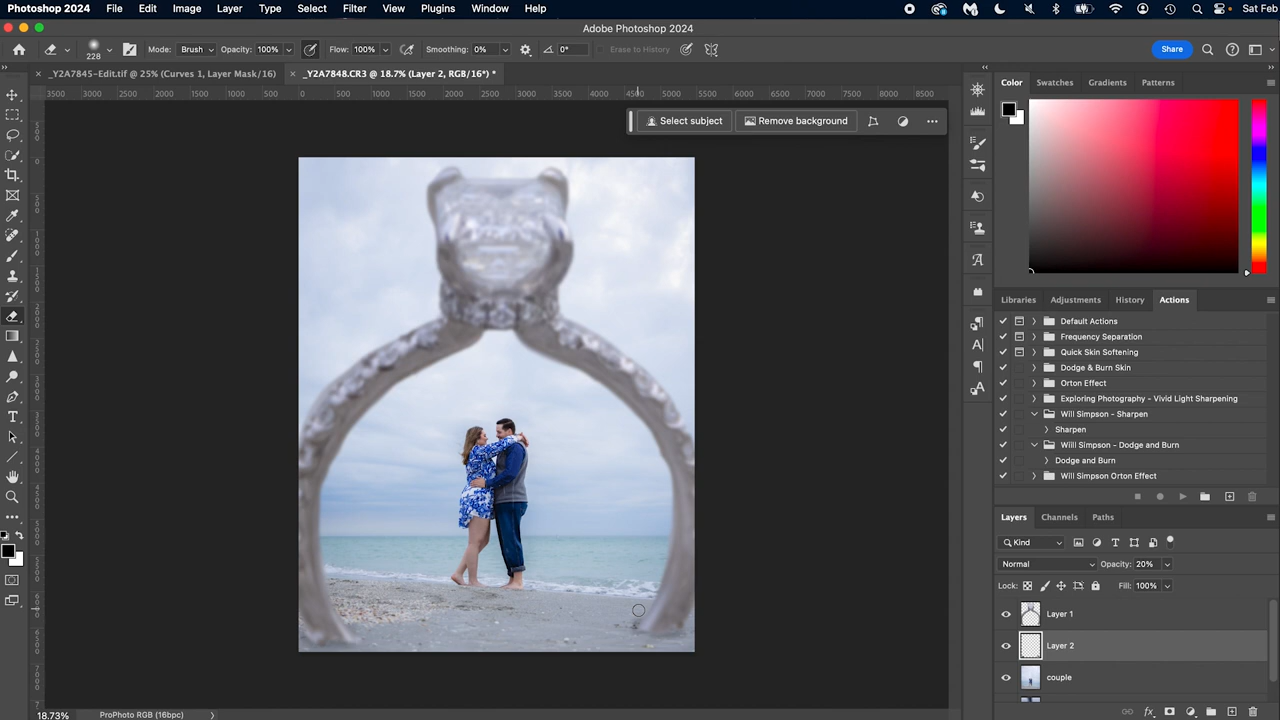 Photoshop 2024 File Edit Image Layer Type Select Filter View Plugins Window Help Sat Feb
Adobe Photoshop 2024
228 Mode: Brush Opacity: 100% Flow: 100% Smoothing: 0% 0° Erase to History Share
_Y2A7845-Edit.tif @ 25% (Curves 1, Layer Mask/16) _Y2A7848.CR3 @ 18.7% (Layer 2, RGB/16*) *
3500 3000 2500 2000 1500 1000 500 0 500 1000 1500 2000 2500 3000 3500 4000 4500 5000 5500 6000 6500 7000 7500 8000 8500
Select subject Remove background
Color Swatches Gradients Patterns
Libraries Adjustments History Actions
Default Actions
Frequency Separation
Quick Skin Softening
Dodge & Burn Skin
Orton Effect
Exploring Photography - Vivid Light Sharpening
Will Simpson - Sharpen
Sharpen
Will Simpson - Dodge and Burn
Dodge and Burn
Will Simpson Orton Effect
Layers Channels Paths
Kind
Normal Opacity: 20%
Lock: Fill: 100%
Layer 1
Layer 2
couple
18.73% ProPhoto RGB (16bpc)